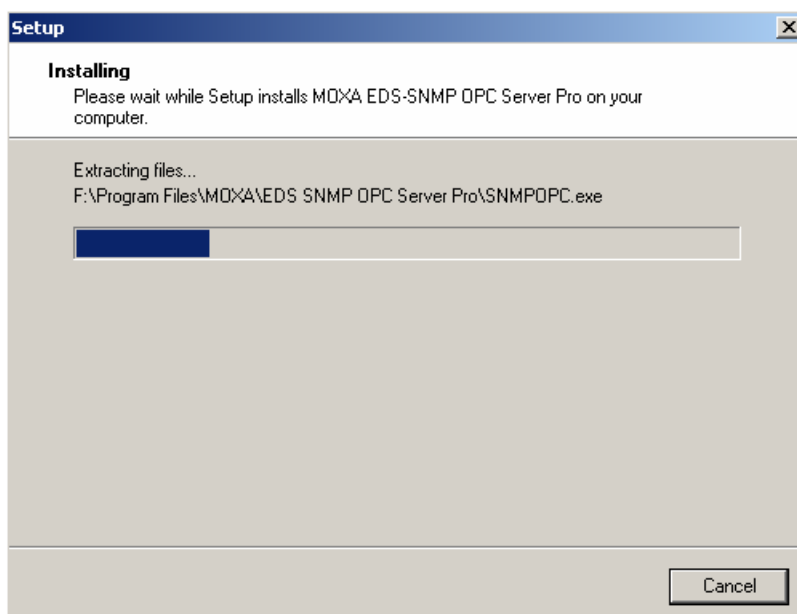 Setup
Installing
Please wait while Setup installs MOXA EDS-SNMP OPC Server Pro on your
computer.
Extracting files...
F:\Program Files\MOXA\EDS SNMP OPC Server Pro\SNMPOPC.exe
Cancel